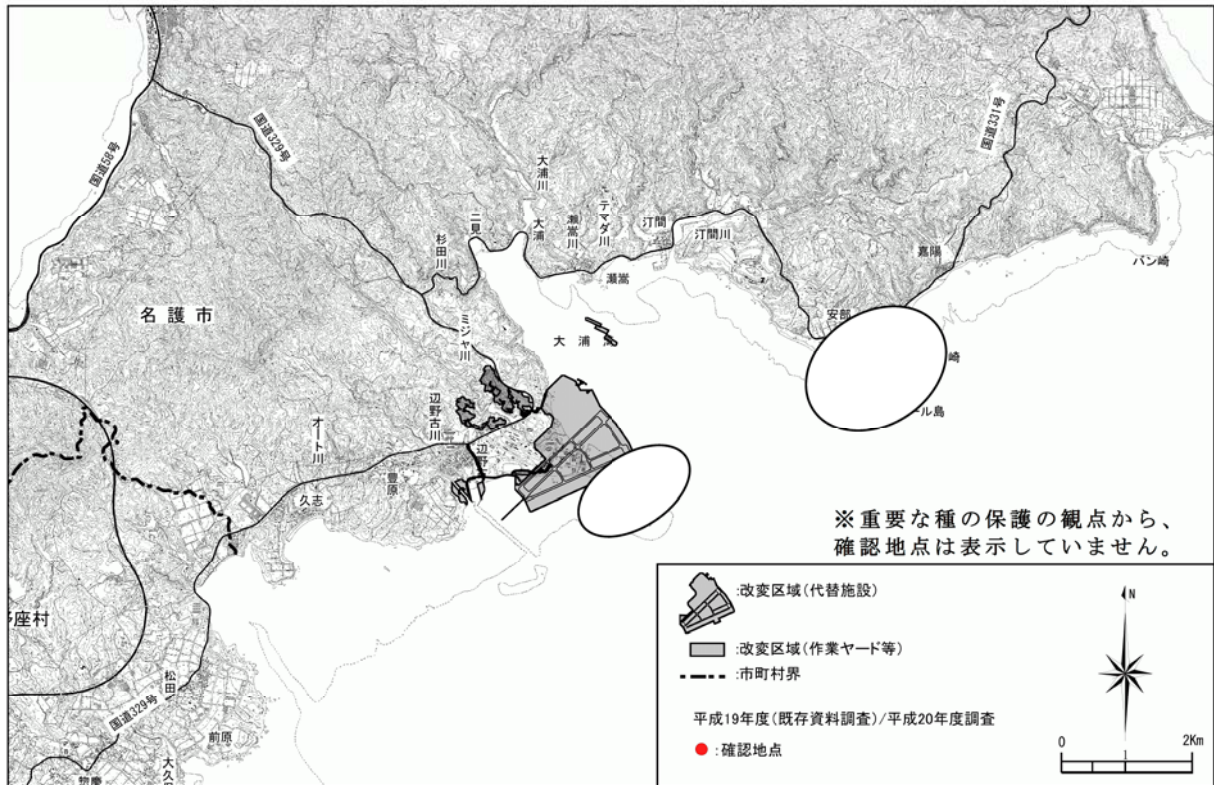 国道58号
国道329号
国道331号
大浦川
大浦
瀬嵩川
テマダ川
汀間
汀間川
二見
杉田川
瀬嵩
嘉陽
バン崎
安部
崎
ール島
名護市
ミジャ川
大浦
辺野古川
辺野
オート川
豊原
久志
座村
松田
国道329号
前原
惣慶
※重要な種の保護の観点から、
確認地点は表示していません。
:改変区域(代替施設)
:改変区域(作業ヤード等)
:市町村界
平成19年度(既存資料調査)/平成20年度調査
:確認地点
N
0 1 2Km